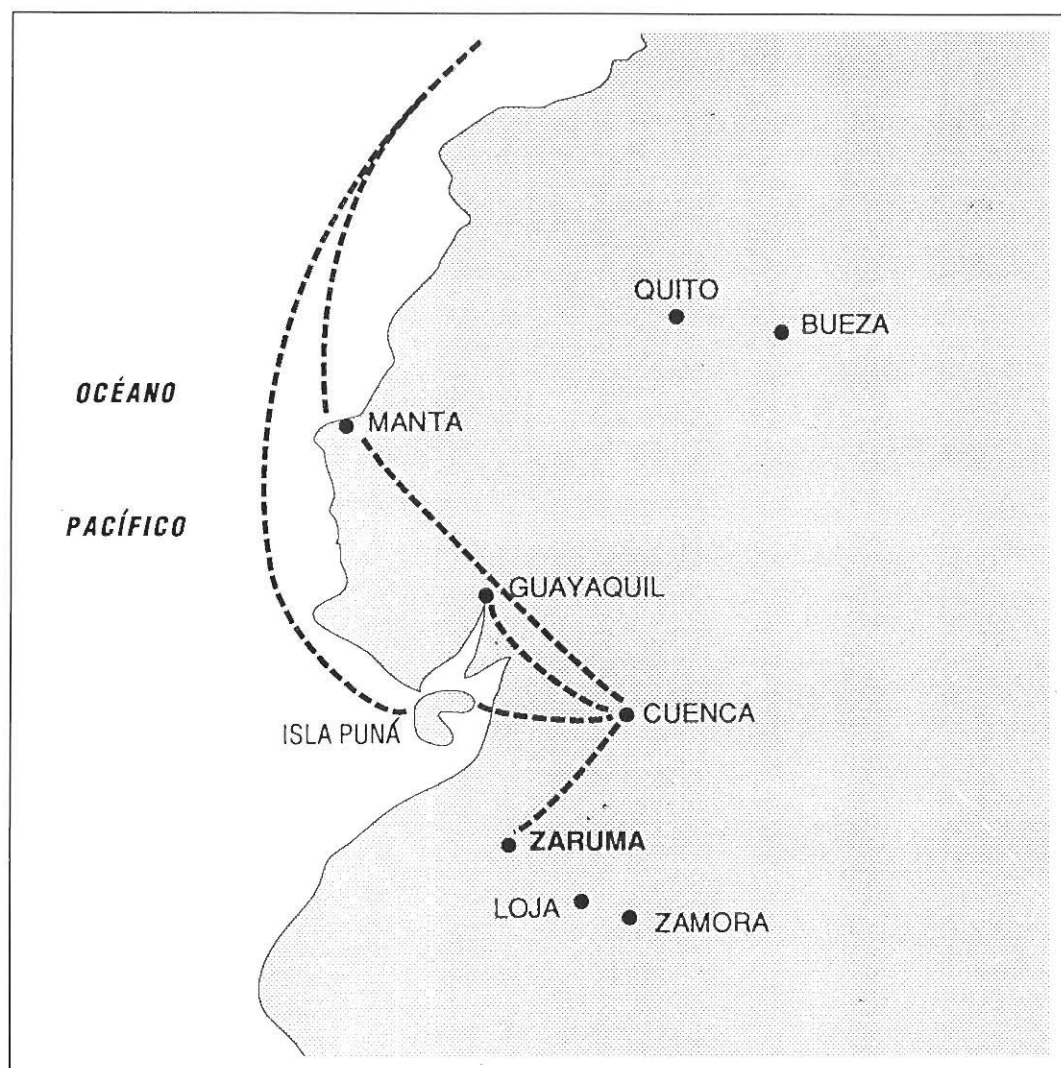 QUITO
BUEZA
OCÉANO
MANTA
PACÍFICO
GUAYAQUIL
ISLA PUNÁ
CUENCA
ZARUMA
LOJA
ZAMORA